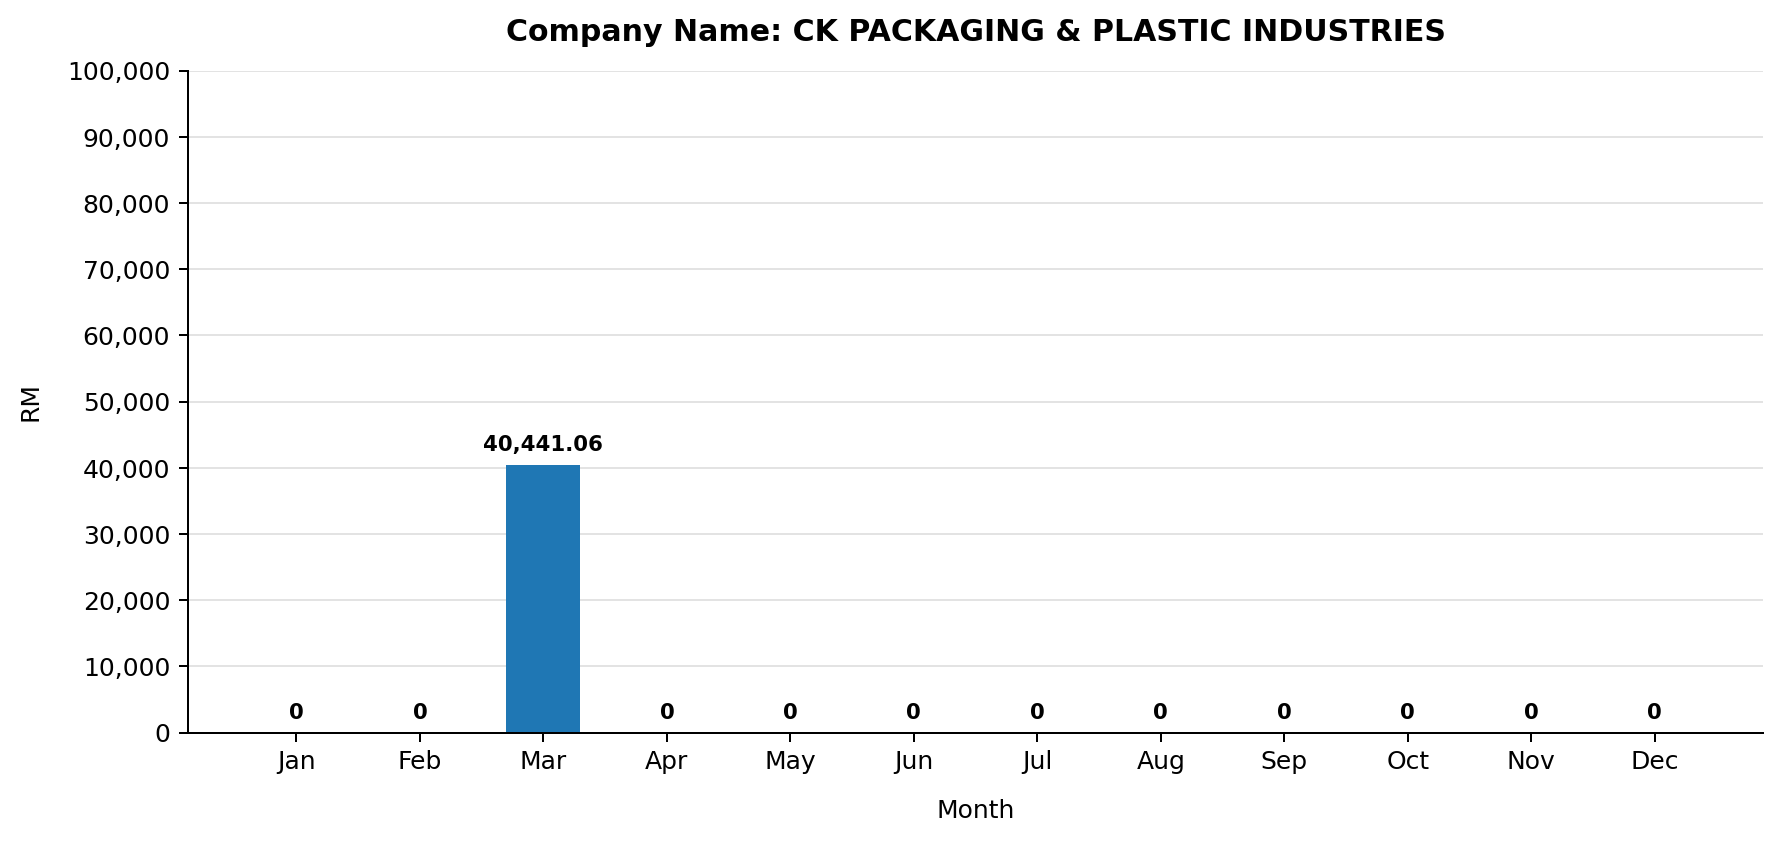 Company Name: CK PACKAGING & PLASTIC INDUSTRIES
100,000
90,000
80,000
70,000
60,000
50,000
40,000
30,000
20,000
10,000
0
RM
40,441.06
0 0 0 0 0 0 0 0 0 0 0
Jan Feb Mar Apr May Jun Jul Aug Sep Oct Nov Dec
Month